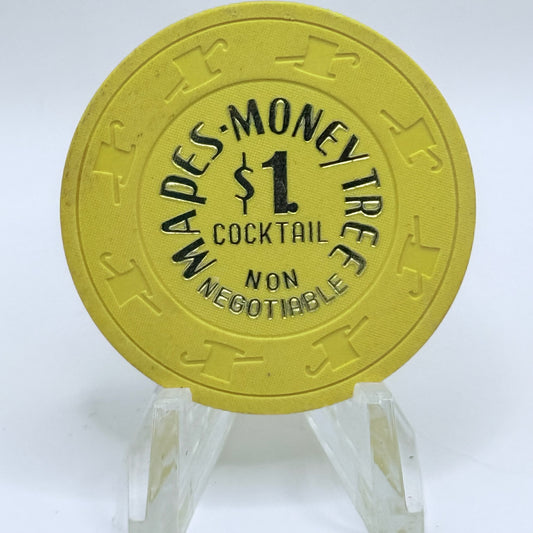 MAPES-MONEY TREE
$1.
COCKTAIL
NON
NEGOTIABLE